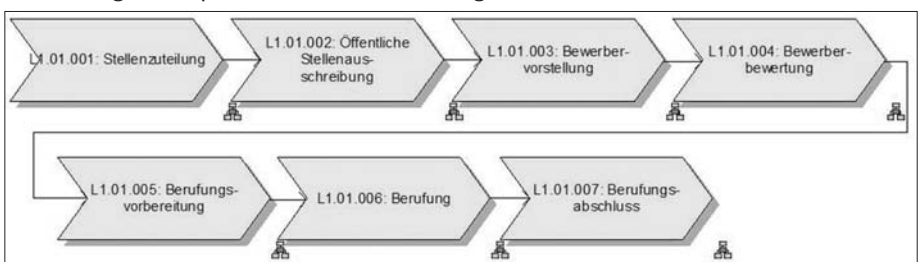 L1.01.001: Stellenzuteilung
L1.01.002: Öffentliche
Stellenaus-
schreibung
L1.01.003: Bewerber-
vorstellung
L1.01.004: Bewerber-
bewertung
L1.01.005: Berufungs-
vorbereitung
L1.01.006: Berufung
L1.01.007: Berufungs-
abschluss